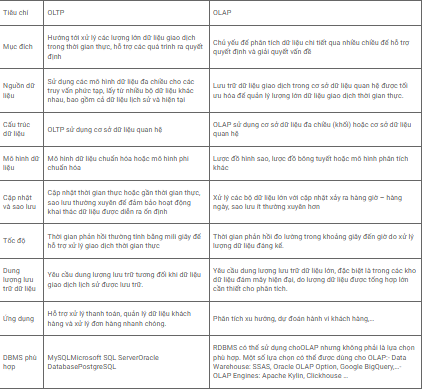 Tiêu chí OLTP OLAP
Mục đích
Hướng tới xử lý các lượng lớn dữ liệu giao dịch
trong thời gian thực, hỗ trợ các quá trình ra quyết
định
Chủ yếu để phân tích dữ liệu chi tiết qua nhiều chiều để hỗ trợ
quyết định và giải quyết vấn đề
Nguồn dữ
liệu
Sử dụng các mô hình dữ liệu đa chiều cho các
truy vấn phức tạp, lấy từ nhiều bộ dữ liệu khác
nhau, bao gồm cả dữ liệu lịch sử và hiện tại
Lưu trữ dữ liệu giao dịch trong cơ sở dữ liệu quan hệ được tối
ưu hóa để quản lý lượng lớn dữ liệu giao dịch thời gian thực.
Cấu trúc
dữ liệu
OLTP sử dụng cơ sở dữ liệu quan hệ
OLAP sử dụng cơ sở dữ liệu đa chiều (khối) hoặc cơ sở dữ liệu
quan hệ
Mô hình dữ
liệu
Mô hình dữ liệu chuẩn hóa hoặc mô hình phi
chuẩn hóa
Lược đồ hình sao, lược đồ bông tuyết hoặc mô hình phân tích
khác
Cập nhật
và sao lưu
Cập nhật thời gian thực hoặc gần thời gian thực,
sao lưu thường xuyên để đảm bảo hoạt động
khai thác dữ liệu được diễn ra ổn định
Xử lý các bộ dữ liệu lớn với cập nhật xảy ra hàng giờ – hàng
ngày, sao lưu ít thường xuyên hơn
Tốc độ
Thời gian phản hồi thường tính bằng mili giây để
hỗ trợ xử lý giao dịch thời gian thực
Thời gian phản hồi đo lường trong khoảng giây đến giờ do xử lý
lượng dữ liệu đáng kể.
Dung
lượng lưu
trữ dữ liệu
Yêu cầu dung lượng lưu trữ tương đối khi dữ liệu
giao dịch lịch sử được lưu trữ.
Yêu cầu dung lượng lưu trữ dữ liệu lớn, đặc biệt là trong các kho
dữ liệu đám mây hiện đại, do lượng dữ liệu được tổng hợp lớn
cần thiết cho phân tích.
Ứng dụng
Hỗ trợ xử lý thanh toán, quản lý dữ liệu khách
hàng và xử lý đơn hàng nhanh chóng.
Phân tích xu hướng, dự đoán hành vi khách hàng,...
DBMS phù
hợp
MySQLMicrosoft SQL ServerOracle
DatabasePostgreSQL
RDBMS có thể sử dụng choOLAP nhưng không phải là lựa chọn
phù hợp. Một số lựa chọn có thể được dùng cho OLAP:- Data
Warehouse: SSAS, Oracle OLAP Option, Google BigQuery,...-
OLAP Engines: Apache Kylin, Clickhouse ...